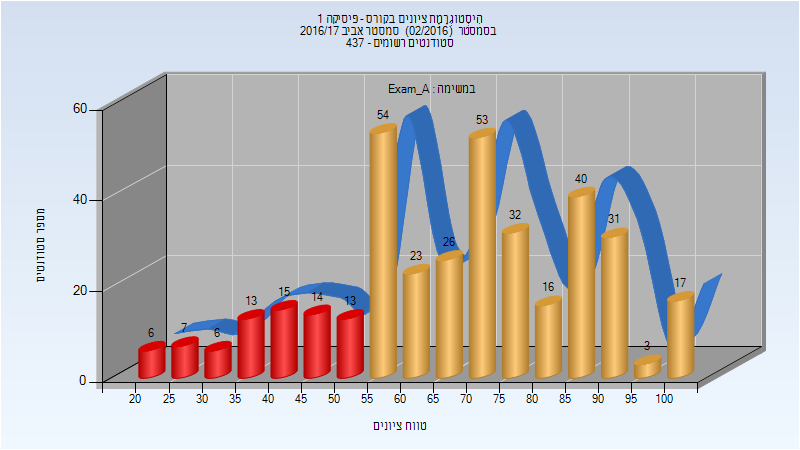 היסטוגרמת ציונים בקורס - פיסיקה 1
בסמסטר (02/2016) סמסטר אביב 2016/17
סטודנטים רשומים - 437
במשימה : Exam_A
60
40
20
0
מספר סטודנטים
6 7 6 13 15 14 13 54 23 26 53 32 16 40 31 3 17
20 25 30 35 40 45 50 55 60 65 70 75 80 85 90 95 100
טווח ציונים